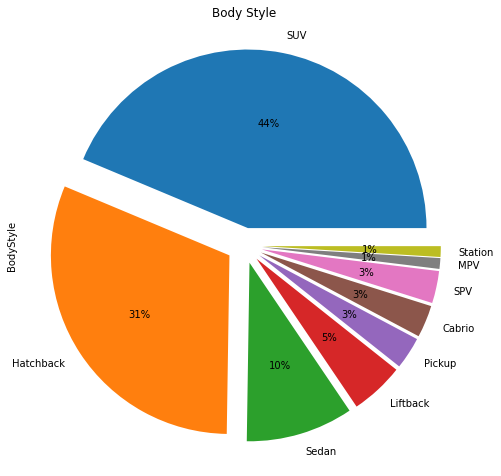 Body Style
SUV
44%
BodyStyle
Hatchback
31%
Sedan
10%
Liftback
5%
Pickup
3%
Cabrio
3%
SPV
3%
MPV
1%
Station
1%